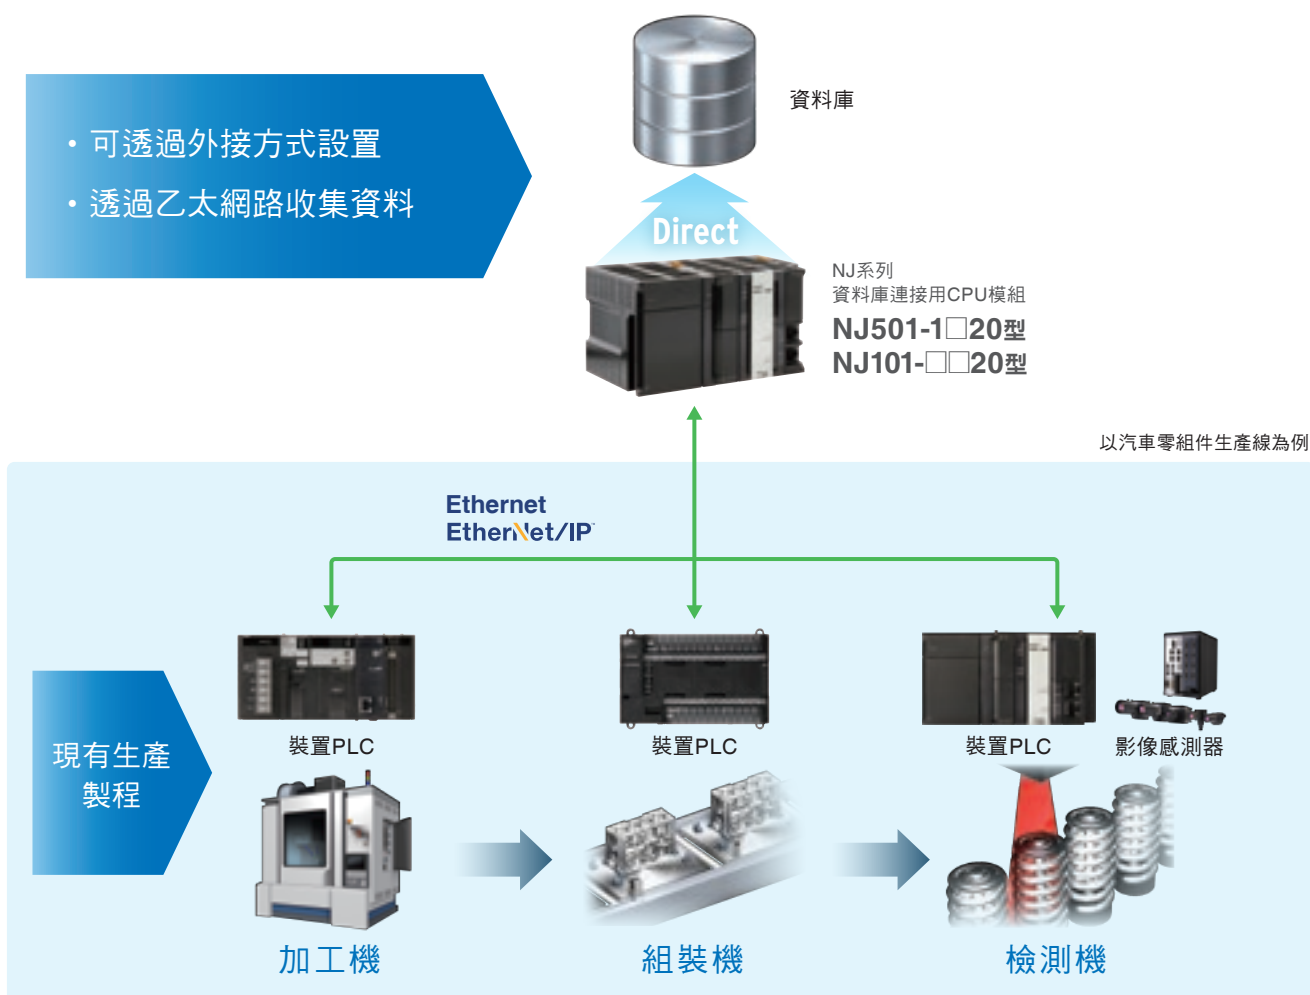 資料庫
・可透過外接方式設置
・透過乙太網路收集資料
Direct
NJ系列
資料庫連接用CPU模組
NJ501-1□20型
NJ101-□□20型
以汽車零組件生產線為例
Ethernet
EtherNet/IP
裝置PLC
裝置PLC
裝置PLC
影像感測器
現有生產
製程
加工機
組裝機
檢測機